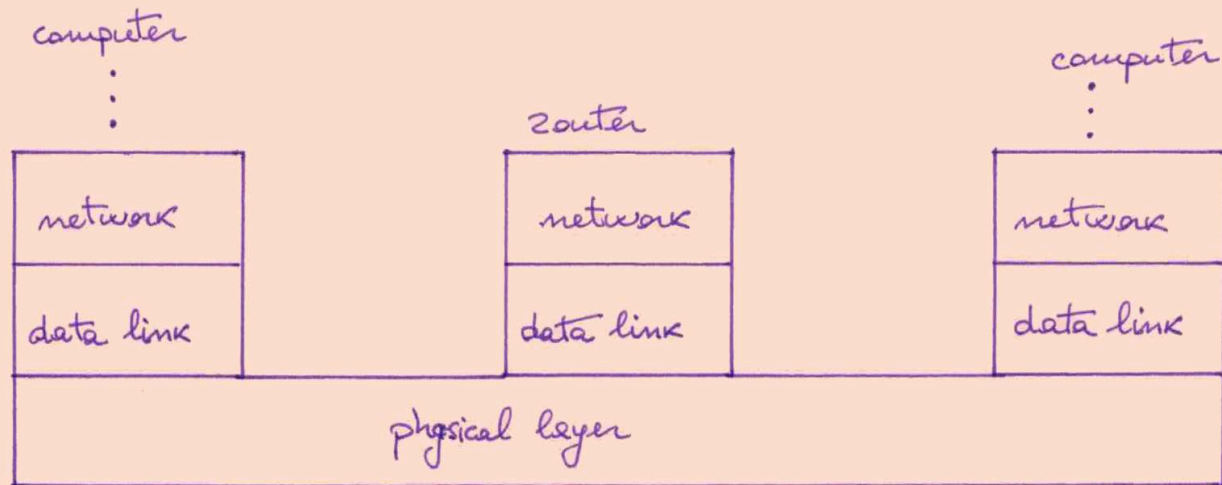 computer
computer
router
network network network
data link data link data link
physical layer